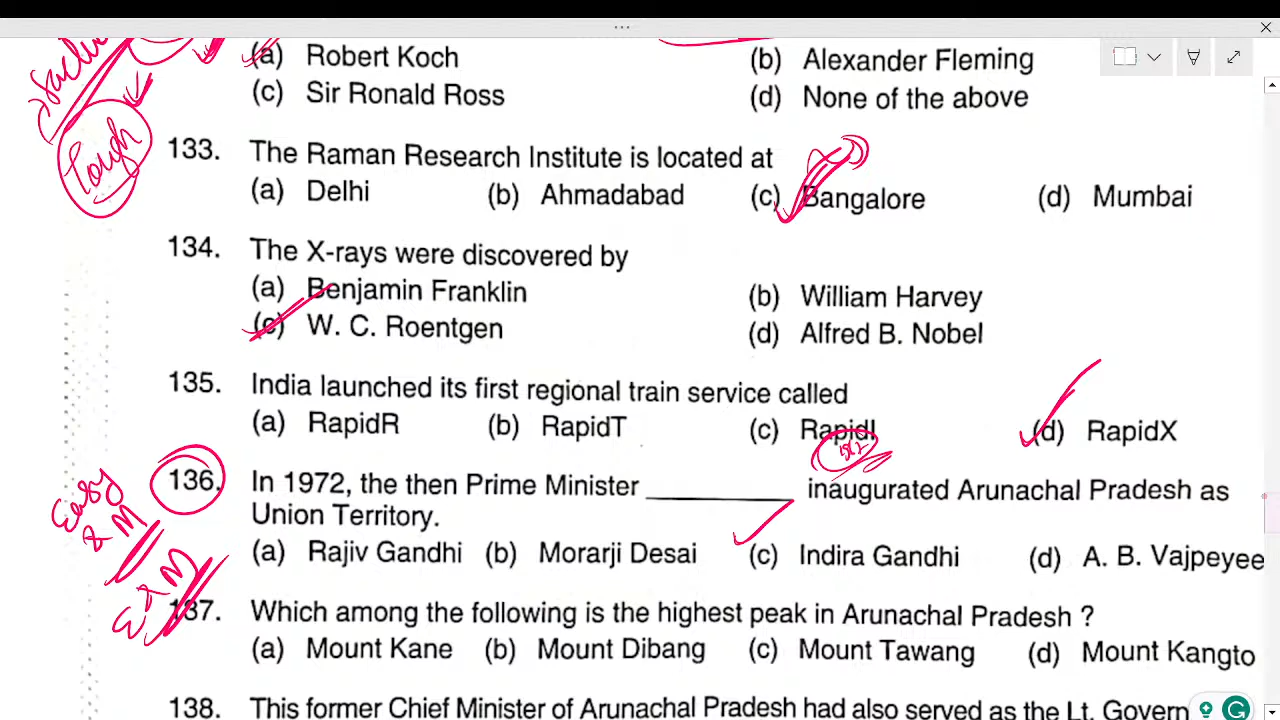 (a) Robert Koch (b) Alexander Fleming
(c) Sir Ronald Ross (d) None of the above
Tough
133. The Raman Research Institute is located at
(a) Delhi (b) Ahmadabad (c) Bangalore (d) Mumbai
134. The X-rays were discovered by
(a) Benjamin Franklin (b) William Harvey
(c) W. C. Roentgen (d) Alfred B. Nobel
135. India launched its first regional train service called
(a) RapidR (b) RapidT (c) RapidI (d) RapidX
136. In 1972, the then Prime Minister __________ inaugurated Arunachal Pradesh as
Union Territory.
Easy
& M
(a) Rajiv Gandhi (b) Morarji Desai (c) Indira Gandhi (d) A. B. Vajpeyee
E & M
137. Which among the following is the highest peak in Arunachal Pradesh ?
(a) Mount Kane (b) Mount Dibang (c) Mount Tawang (d) Mount Kangto
138. This former Chief Minister of Arunachal Pradesh had also served as the Lt. Govern